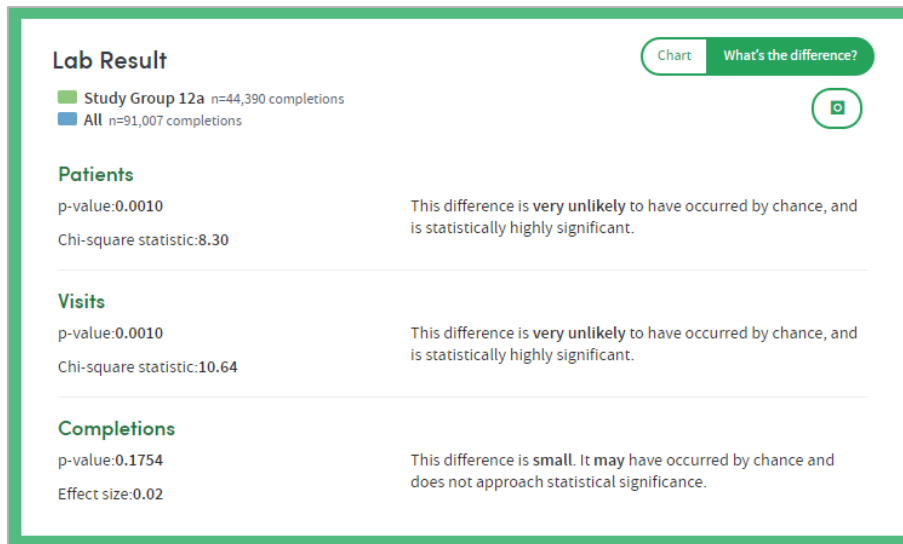 Lab Result
Chart
What's the difference?
Study Group 12a n=44,390 completions
All n=91,007 completions
Patients
p-value:0.0010
Chi-square statistic:8.30
This difference is very unlikely to have occurred by chance, and
is statistically highly significant.
Visits
p-value:0.0010
Chi-square statistic:10.64
This difference is very unlikely to have occurred by chance, and
is statistically highly significant.
Completions
p-value:0.1754
Effect size:0.02
This difference is small. It may have occurred by chance and
does not approach statistical significance.